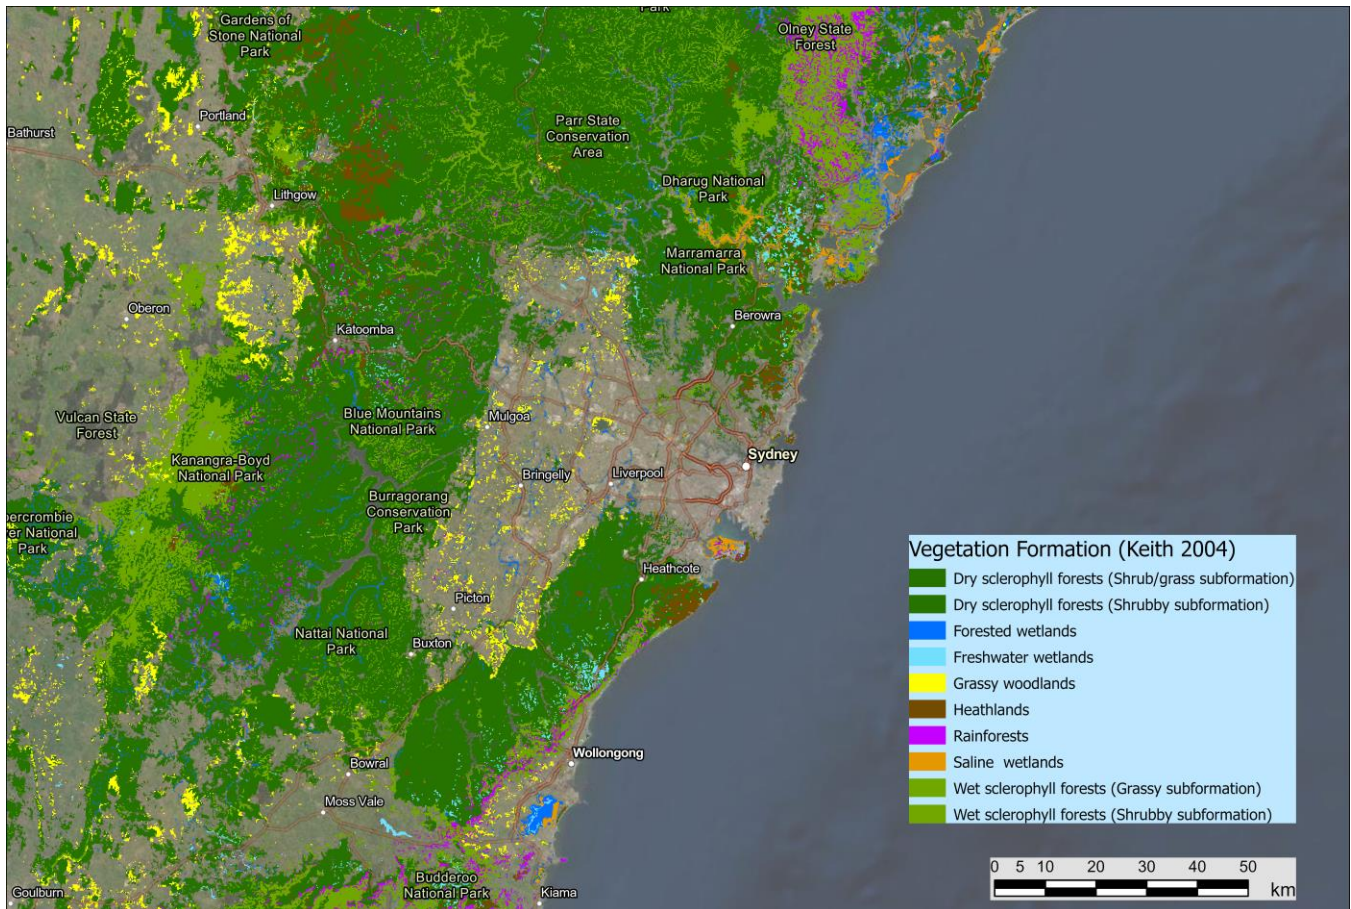 Park
Gardens of
Stone National
Park
Olney State
Forest
Portland
Bathurst
Parr State
Conservation
Area
Lithgow
Dharug National
Park
Marramarra
National Park
Oberon
Berowra
Katoomba
Vulcan State
Forest
Blue Mountains
National Park
Mulgoa
Kanangra-Boyd
National Park
Sydney
Bringelly
Liverpool
Burragorang
Conservation
Park
bercrombie
ver National
Park
Heathcote
Picton
Nattai National
Park
Buxton
Wollongong
Bowral
Moss Vale
Budderoo
National Park
Goulburn
Kiama
Vegetation Formation (Keith 2004)
Dry sclerophyll forests (Shrub/grass subformation)
Dry sclerophyll forests (Shrubby subformation)
Forested wetlands
Freshwater wetlands
Grassy woodlands
Heathlands
Rainforests
Saline wetlands
Wet sclerophyll forests (Grassy subformation)
Wet sclerophyll forests (Shrubby subformation)
0 5 10 20 30 40 50
km